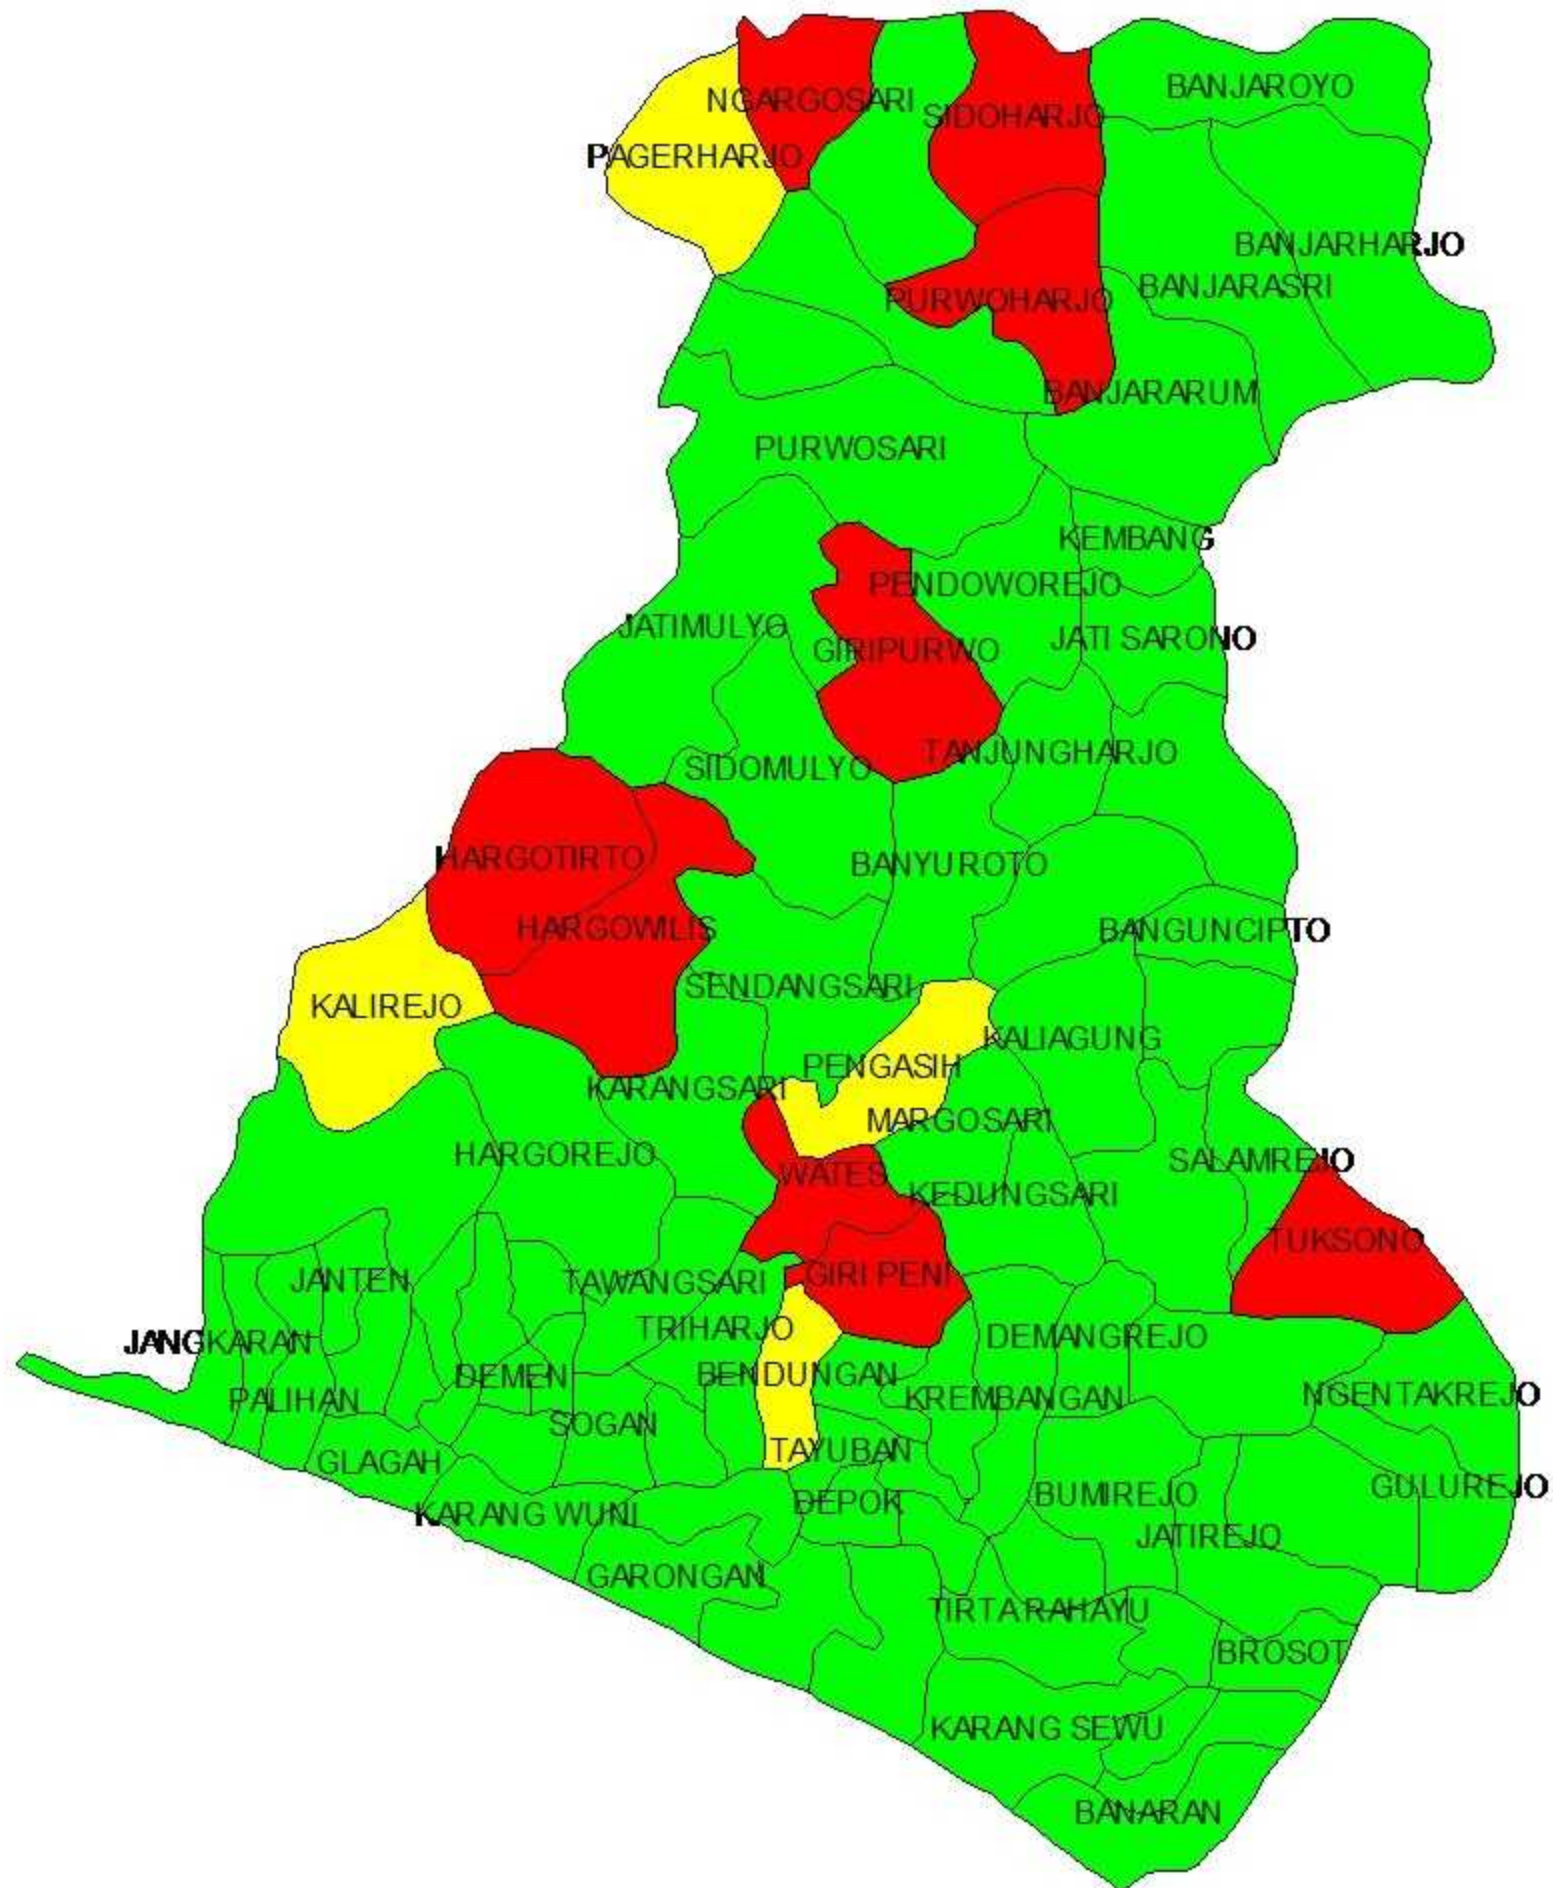 BANJAROYO
NGARGOSARI
SIDOHARJO
PAGERHARJO
BANJARHARJO
BANJARASRI
PURWOHARJO
BANJARARUM
PURWOSARI
KEMBANG
PENDOWOREJO
JATIMULYO
JATI SARONO
GIRIPURWO
TANJUNGHARJO
SIDOMULYO
HARGOTIRTO
BANYUROTO
HARGOWILIS
BANGUNCIPTO
SENDANGSARI
KALIREJO
KALIAGUNG
PENGASIH
KARANGSARI
MARGOSARI
HARGOREJO
SALAMREJO
WATES
KEDUNGSARI
TUKSONO
JANTEN
TAWANGSARI
GIRI PENI
TRIHARJO
DEMANGREJO
JANGKARAN
DEMEN
BENDUNGAN
PALIHAN
KREMBANGAN
NGENTAKREJO
SOGAN
TAYUBAN
GLAGAH
GULUREJO
BUMIREJO
DEPOK
KARANG WUNI
JATIREJO
GARONGAN
TIRTA RAHAYU
BROSOT
KARANG SEWU
BANARAN